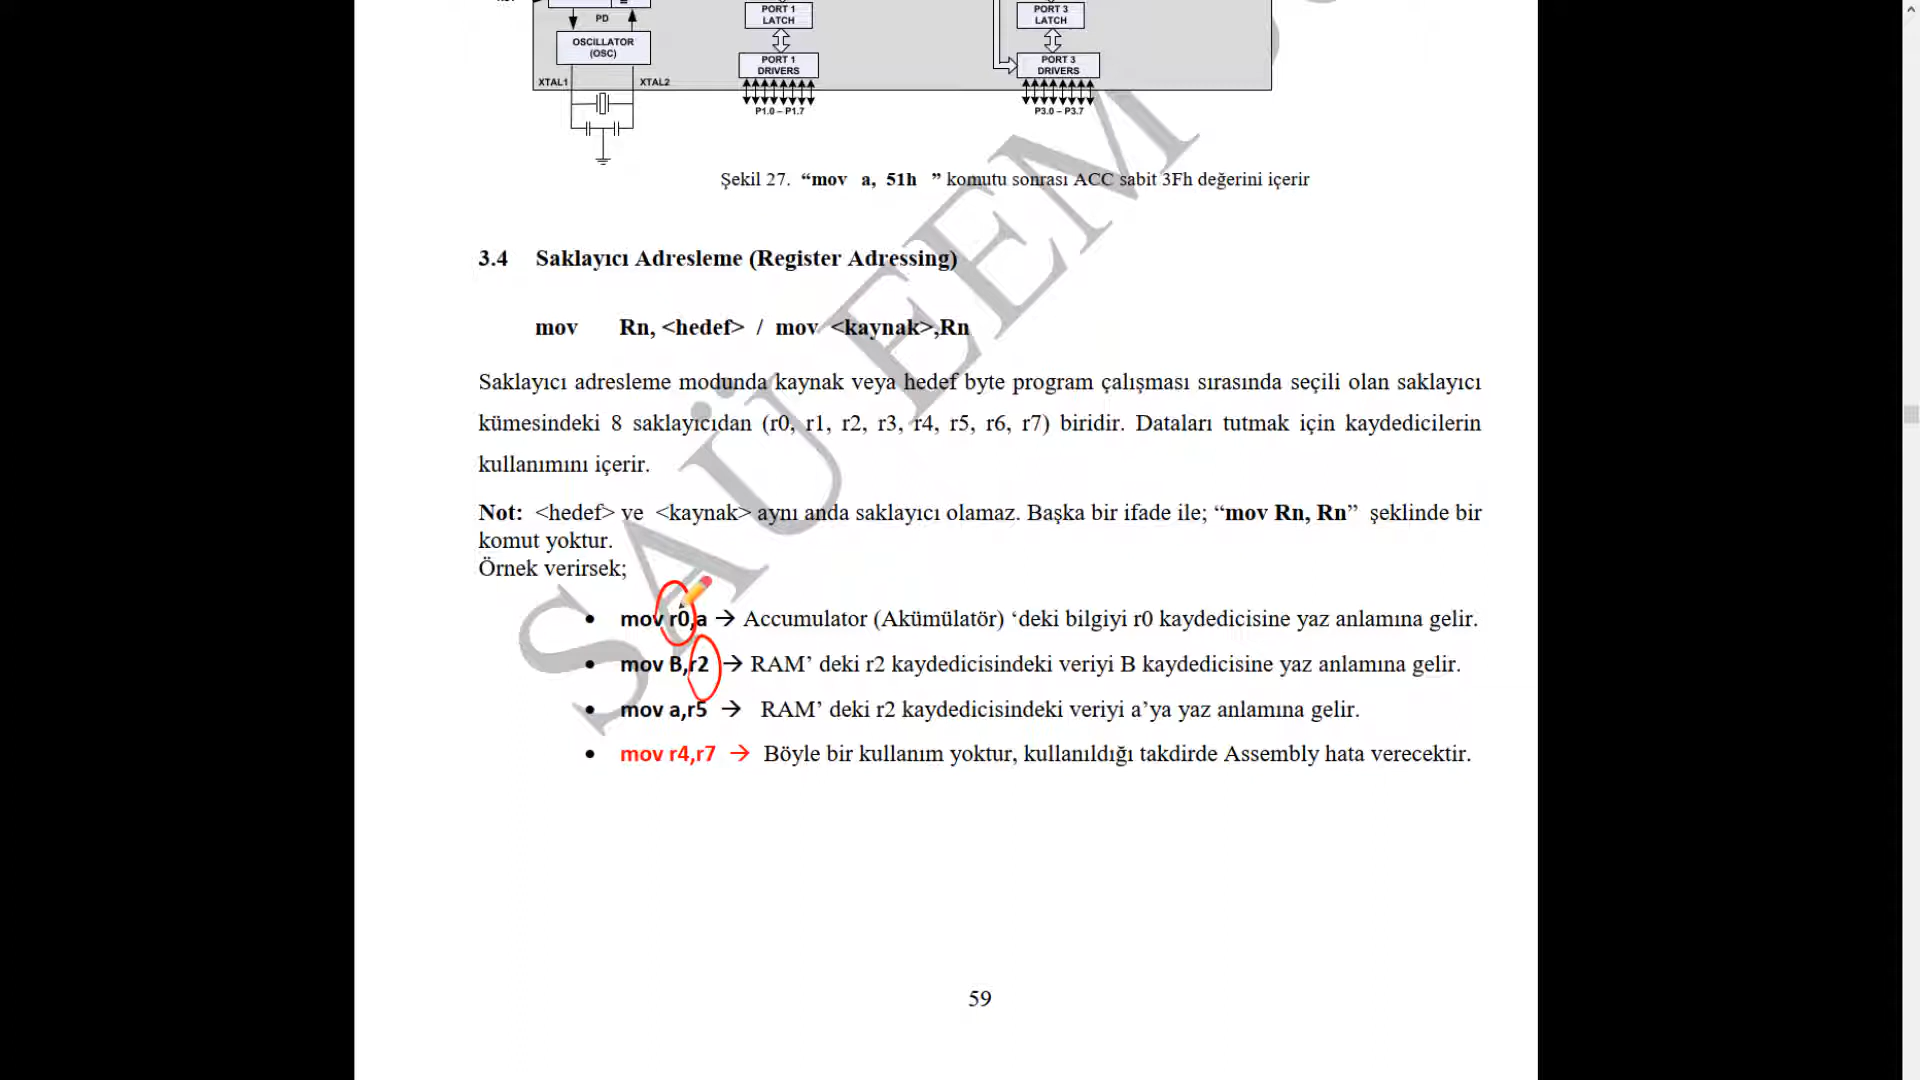 PD
PORT 1
LATCH
PORT 3
LATCH
OSCILLATOR
(OSC)
PORT 1
DRIVERS
PORT 3
DRIVERS
XTAL1
XTAL2
P1.0 – P1.7
P3.0 – P3.7
Şekil 27. “mov a, 51h ” komutu sonrası ACC sabit 3Fh değerini içerir
3.4 Saklayıcı Adresleme (Register Adressing)
mov Rn, <hedef> / mov <kaynak>,Rn
Saklayıcı adresleme modunda kaynak veya hedef byte program çalışması sırasında seçili olan saklayıcı
kümesindeki 8 saklayıcıdan (r0, r1, r2, r3, r4, r5, r6, r7) biridir. Dataları tutmak için kaydedicilerin
kullanımını içerir.
Not: <hedef> ve <kaynak> aynı anda saklayıcı olamaz. Başka bir ifade ile; “mov Rn, Rn” şeklinde bir
komut yoktur.
Örnek verirsek;
• mov r0,a → Accumulator (Akümülatör) ‘deki bilgiyi r0 kaydedicisine yaz anlamına gelir.
• mov B,r2 → RAM’ deki r2 kaydedicisindeki veriyi B kaydedicisine yaz anlamına gelir.
• mov a,r5 → RAM’ deki r2 kaydedicisindeki veriyi a’ya yaz anlamına gelir.
• mov r4,r7 → Böyle bir kullanım yoktur, kullanıldığı takdirde Assembly hata verecektir.
SAÜ EEM
59